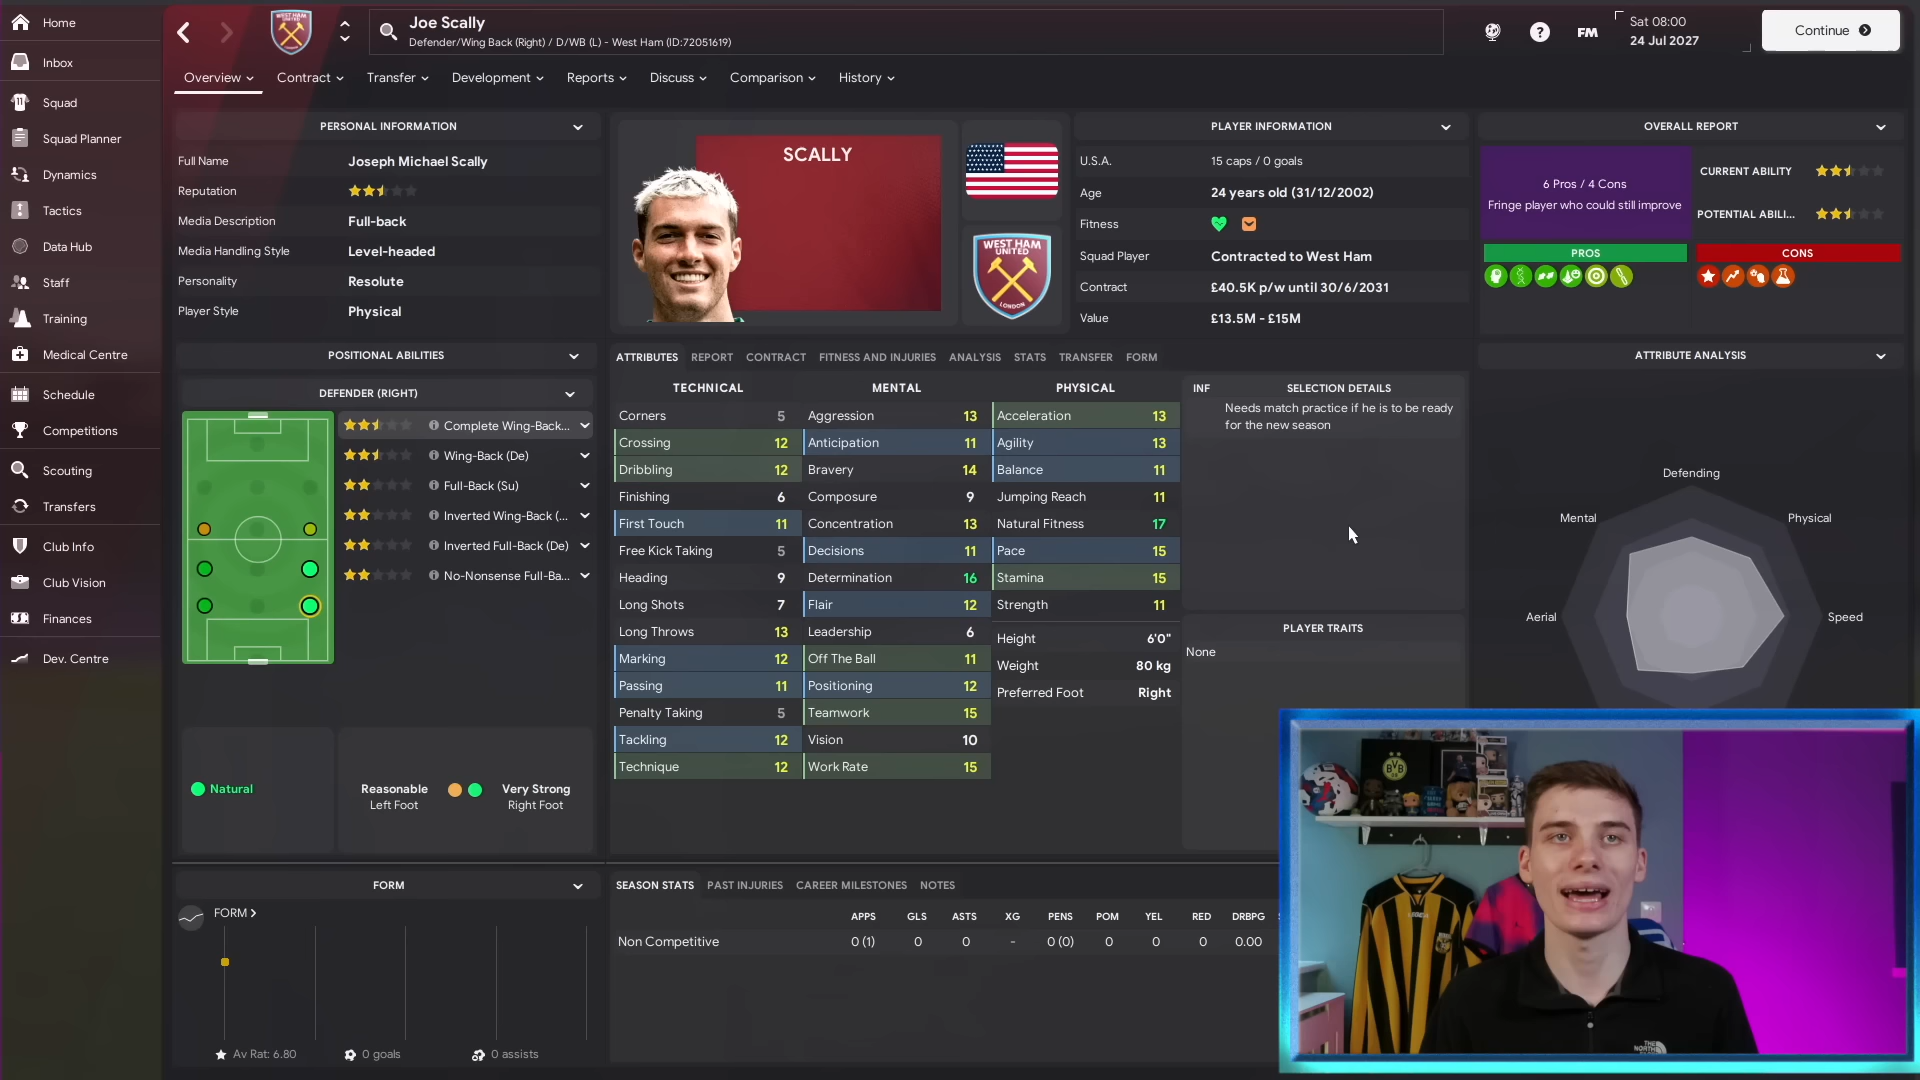 Home
Inbox
Squad
Squad Planner
Dynamics
Tactics
Data Hub
Staff
Training
Medical Centre
Schedule
Competitions
Scouting
Transfers
Club Info
Club Vision
Finances
Dev. Centre
WEST HAM UNITED
Joe Scally
Defender/Wing Back (Right) / D/WB (L) - West Ham (ID:72051619)
?
FM
Sat 08:00
24 Jul 2027
Continue
Overview
Contract
Transfer
Development
Reports
Discuss
Comparison
History
PERSONAL INFORMATION
Full Name Joseph Michael Scally
Reputation
Media Description Full-back
Media Handling Style Level-headed
Personality Resolute
Player Style Physical
SCALLY
WEST HAM
UNITED
LONDON
PLAYER INFORMATION
U.S.A. 15 caps / 0 goals
Age 24 years old (31/12/2002)
Fitness
Squad Player Contracted to West Ham
Contract £40.5K p/w until 30/6/2031
Value £13.5M - £15M
OVERALL REPORT
6 Pros / 4 Cons
Fringe player who could still improve
CURRENT ABILITY
POTENTIAL ABILI...
PROS
CONS
POSITIONAL ABILITIES
DEFENDER (RIGHT)
Complete Wing-Back...
Wing-Back (De)
Full-Back (Su)
Inverted Wing-Back (...
Inverted Full-Back (De)
No-Nonsense Full-Ba...
Natural
Reasonable
Left Foot
Very Strong
Right Foot
ATTRIBUTES REPORT CONTRACT FITNESS AND INJURIES ANALYSIS STATS TRANSFER FORM
TECHNICAL
Corners 5
Crossing 12
Dribbling 12
Finishing 6
First Touch 11
Free Kick Taking 5
Heading 9
Long Shots 7
Long Throws 13
Marking 12
Passing 11
Penalty Taking 5
Tackling 12
Technique 12
MENTAL
Aggression 13
Anticipation 11
Bravery 14
Composure 9
Concentration 13
Decisions 11
Determination 16
Flair 12
Leadership 6
Off The Ball 11
Positioning 12
Teamwork 15
Vision 10
Work Rate 15
PHYSICAL
Acceleration 13
Agility 13
Balance 11
Jumping Reach 11
Natural Fitness 17
Pace 15
Stamina 15
Strength 11
Height 6'0"
Weight 80 kg
Preferred Foot Right
INF SELECTION DETAILS
Needs match practice if he is to be ready
for the new season
PLAYER TRAITS
None
ATTRIBUTE ANALYSIS
Defending
Mental
Physical
Aerial
Speed
FORM
FORM
Av Rat: 6.80
0 goals
0 assists
SEASON STATS PAST INJURIES CAREER MILESTONES NOTES
APPS GLS ASTS XG PENS POM YEL RED DRBPG
Non Competitive 0 (1) 0 0 - 0 (0) 0 0 0 0.00
BVB
09
THE
NORTH